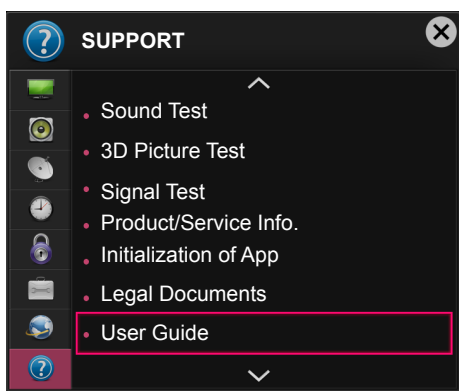 SUPPORT
Sound Test
3D Picture Test
Signal Test
Product/Service Info.
Initialization of App
Legal Documents
User Guide